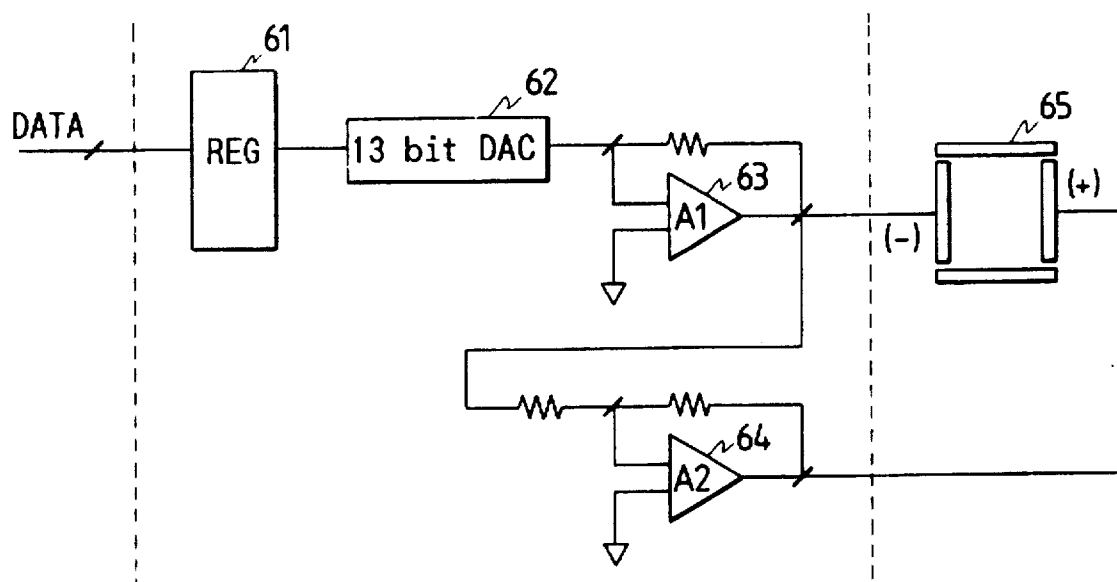 61
62
65
DATA
REG
13 bit DAC
63
(+)
A1
(-)
64
A2